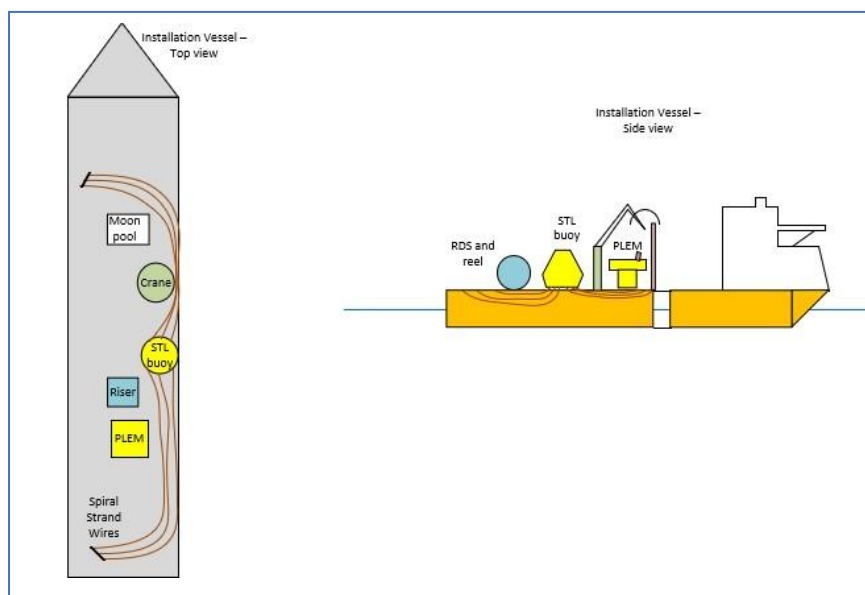 Installation Vessel –
Top view
Moon
pool
Crane
STL
buoy
Riser
PLEM
Spiral
Strand
Wires
Installation Vessel –
Side view
STL
buoy
RDS and
reel
PLEM